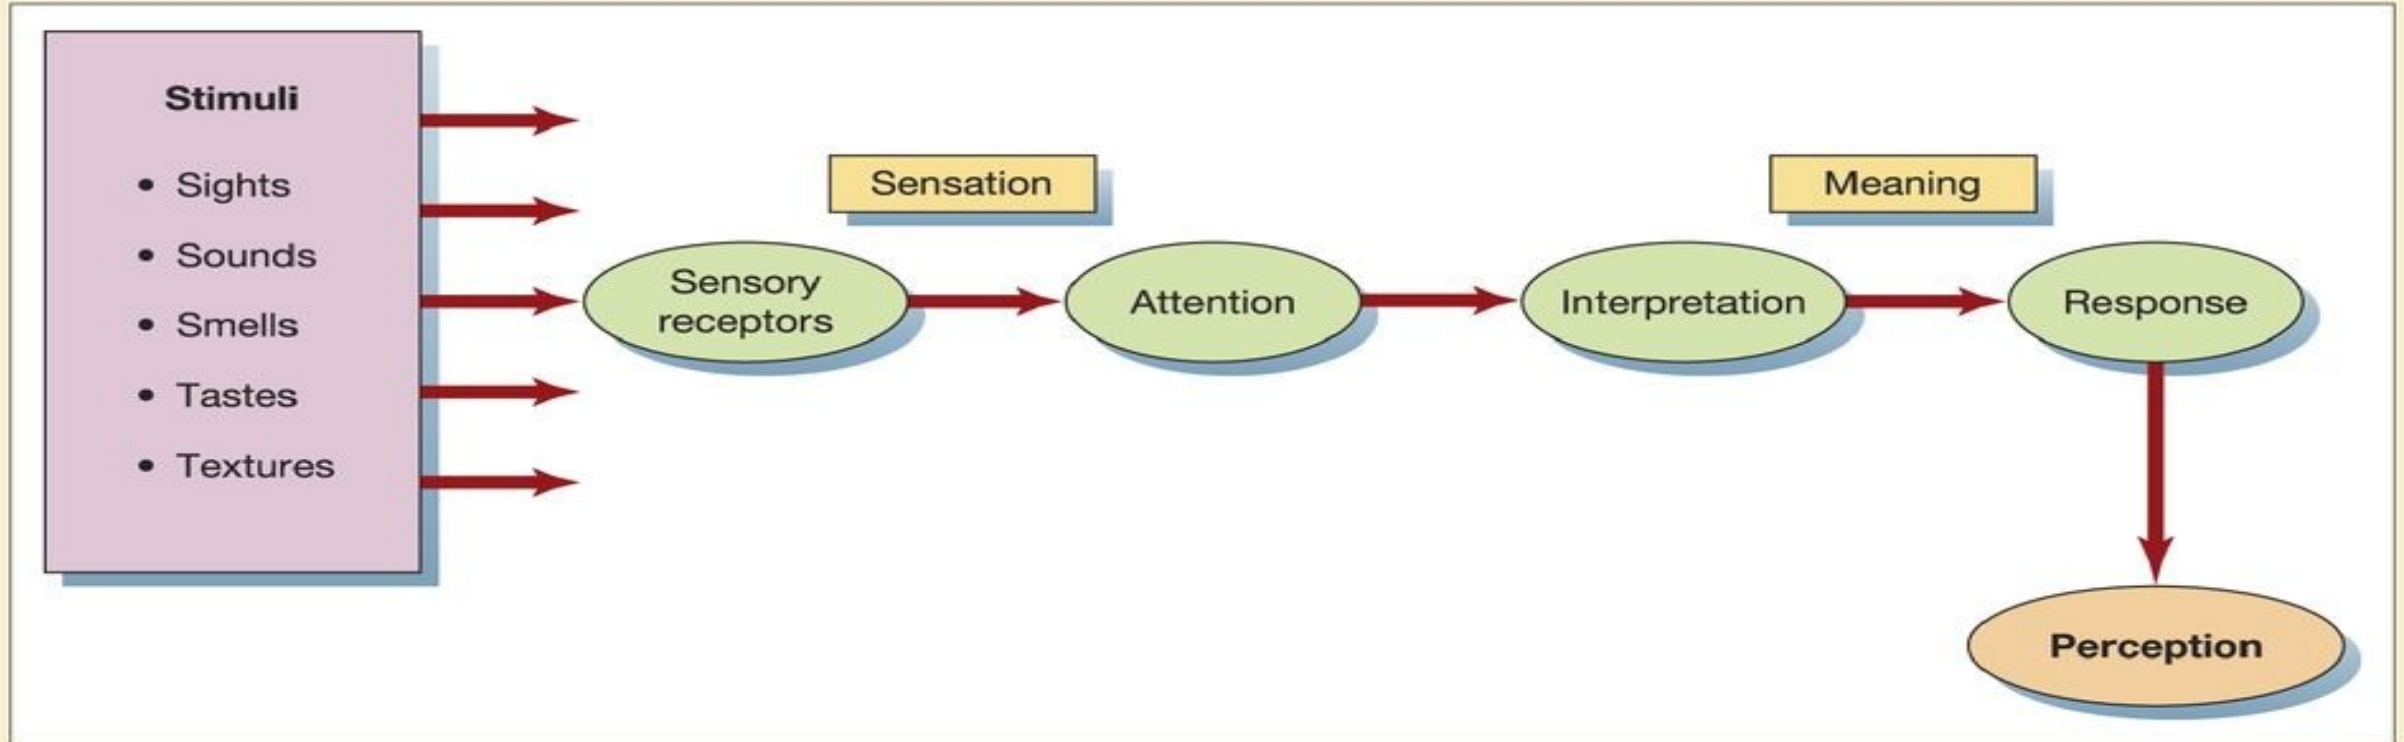 Stimuli
• Sights
• Sounds
• Smells
• Tastes
• Textures
Sensation
Meaning
Sensory
receptors
Attention
Interpretation
Response
Perception